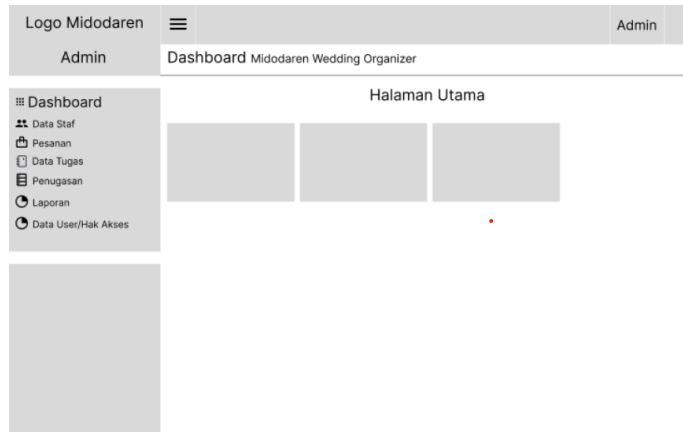 Logo Midodaren
Admin
Admin
Dashboard Midodaren Wedding Organizer
Dashboard
Data Staf
Pesanan
Data Tugas
Penugasan
Laporan
Data User/Hak Akses
Halaman Utama